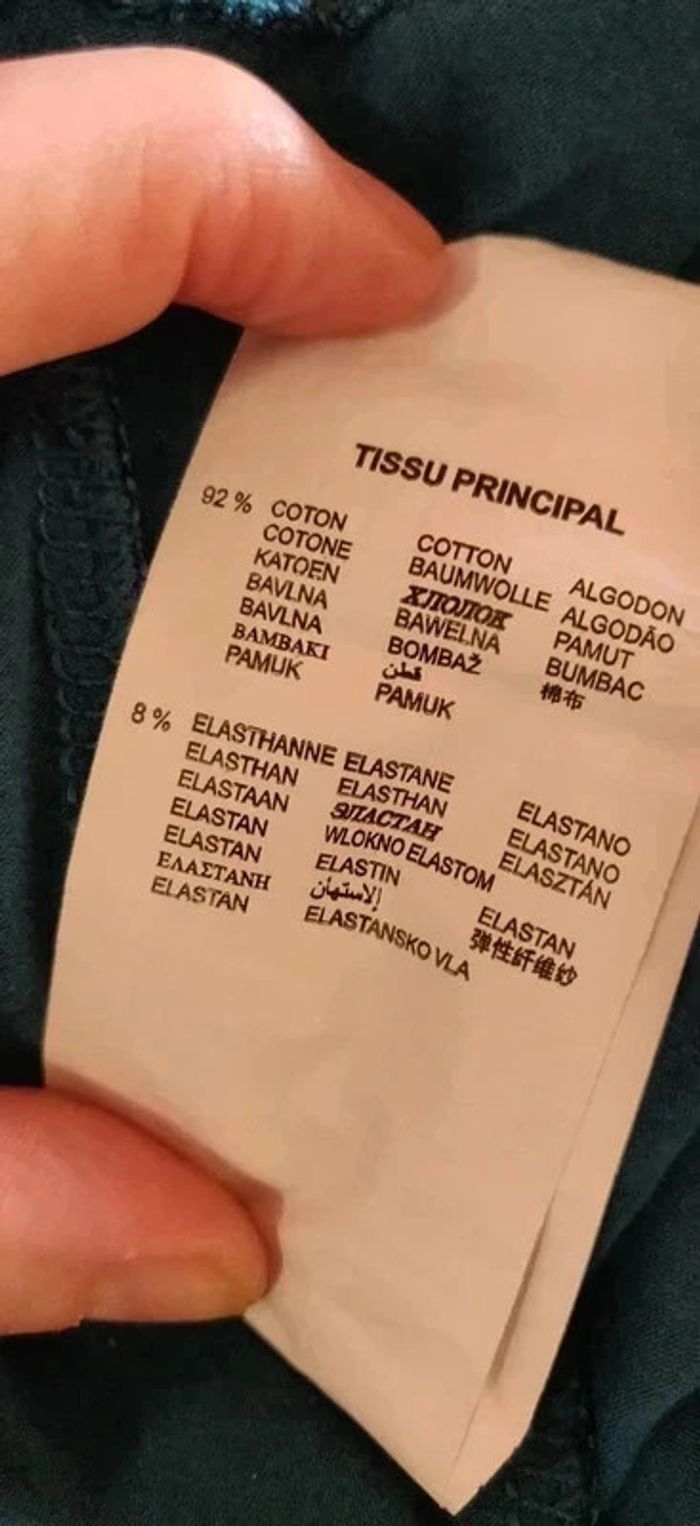 TISSU PRINCIPAL
92 % COTON COTTON ALGODON
COTONE BAUMWOLLE ALGODÃO
KATOEN ХЛОПОК PAMUT
BAVLNA BAWELNA BUMBAC
BAVLNA BOMBAŽ 棉布
BAMBAKI قطن
PAMUK PAMUK
8 % ELASTHANNE ELASTANE ELASTANO
ELASTHAN ELASTHAN ELASTANO
ELASTAAN ЭЛАСТАН ELASZTÁN
ELASTAN WLOKNO ELASTOM
ELASTAN ELASTIN ELASTAN
ΕΛΑΣΤΑΝΗ إلاستهان 弹性纤维纱
ELASTAN ELASTANSKO VLA